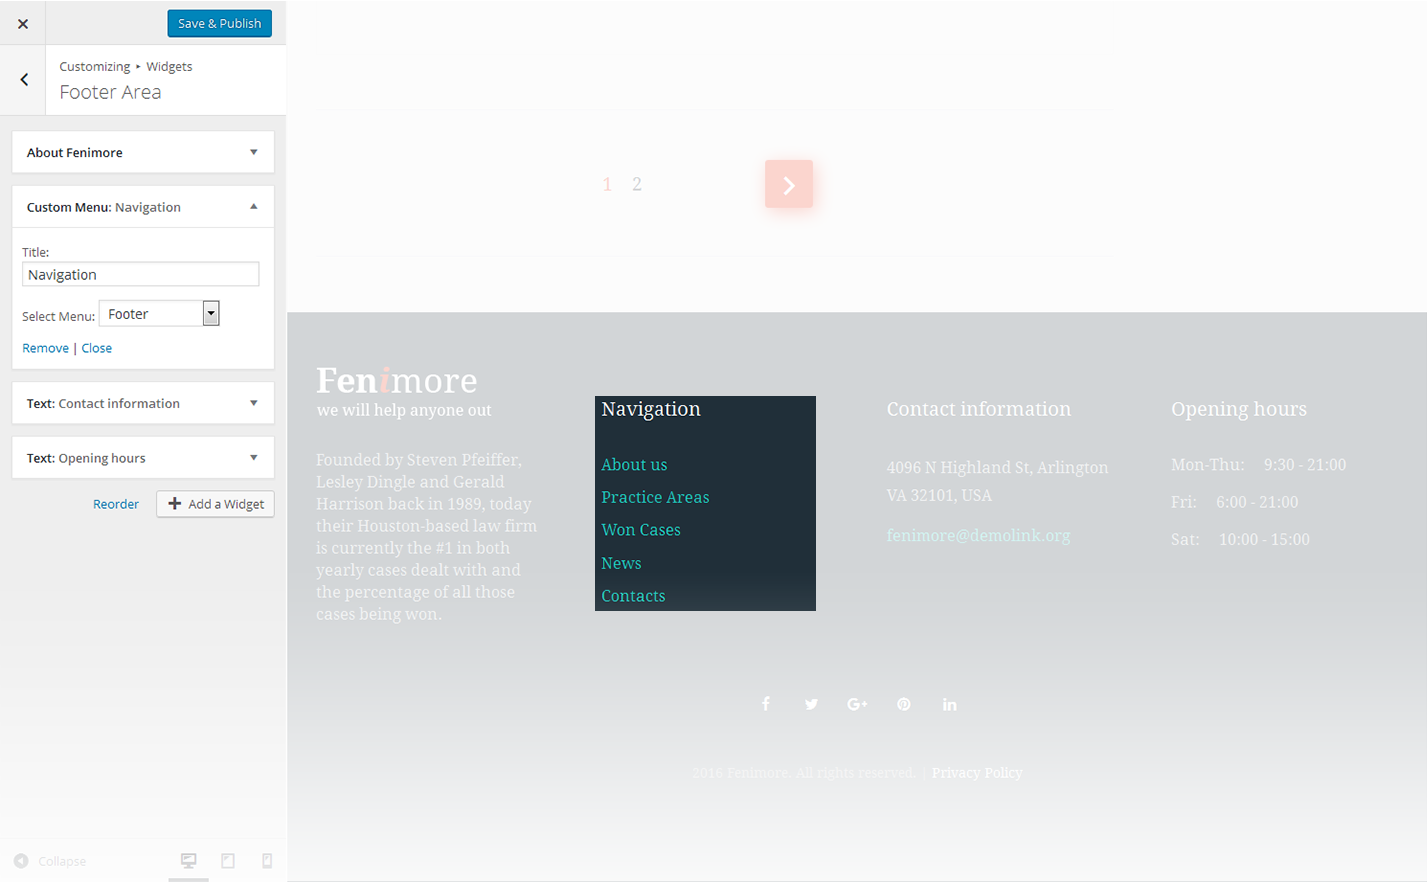 Save & Publish
Customizing ▸ Widgets
Footer Area
About Fenimore
Custom Menu: Navigation
Title:
Navigation
Select Menu: Footer
Remove | Close
Text: Contact information
Text: Opening hours
Reorder
Add a Widget
Collapse
1 2
Fenimore
we will help anyone out
Founded by Steven Pfeiffer,
Lesley Dingle and Gerald
Harrison back in 1989, today
their Houston-based law firm
is currently the #1 in both
yearly cases dealt with and
the percentage of all those
cases being won.
Navigation
About us
Practice Areas
Won Cases
News
Contacts
Contact information
4096 N Highland St, Arlington
VA 32101, USA
fenimore@demolink.org
Opening hours
Mon-Thu: 9:30 - 21:00
Fri: 6:00 - 21:00
Sat: 10:00 - 15:00
2016 Fenimore. All rights reserved. | Privacy Policy